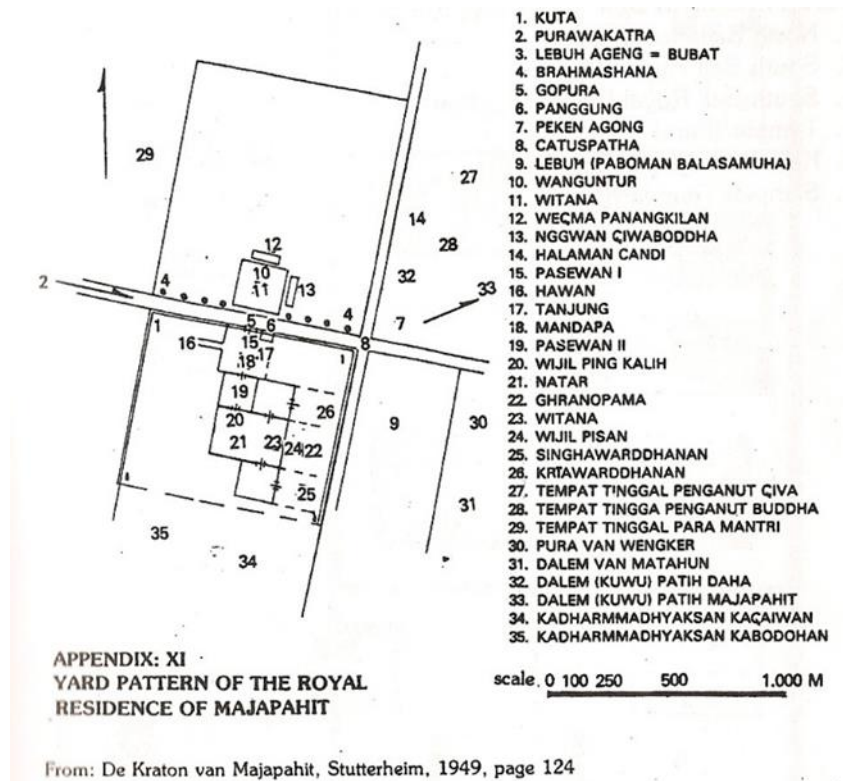 1. KUTA
2. PURAWAKATRA
3. LEBUH AGENG = BUBAT
4. BRAHMASHANA
5. GOPURA
6. PANGGUNG
7. PEKEN AGONG
8. CATUSPATHA
9. LEBUH (PABOMAN BALASAMUHA)
10. WANGUNTUR
11. WITANA
12. WEÇMA PANANGKILAN
13. NGGWAN ÇIWABODDHA
14. HALAMAN CANDI
15. PASEWAN I
16. HAWAN
17. TANJUNG
18. MANDAPA
19. PASEWAN II
20. WIJIL PING KALIH
21. NATAR
22. GHRANOPAMA
23. WITANA
24. WIJIL PISAN
25. SINGHAWARDDHANAN
26. KRTAWARDDHANAN
27. TEMPAT TINGGAL PENGANUT ÇIVA
28. TEMPAT TINGGA PENGANUT BUDDHA
29. TEMPAT TINGGAL PARA MANTRI
30. PURA VAN WENGKER
31. DALEM VAN MATAHUN
32. DALEM (KUWU) PATIH DAHA
33. DALEM (KUWU) PATIH MAJAPAHIT
34. KADHARMMADHYAKSAN KAÇAIWAN
35. KADHARMMADHYAKSAN KABODOHAN
29
27
14
28
12
10
11
13
32
33
2
4
4
7
5 6
1
15
8
16
17
1
18
19
26
20
9
30
21
23
24
22
25
1
31
35
34
APPENDIX: XI
YARD PATTERN OF THE ROYAL
RESIDENCE OF MAJAPAHIT
scale. 0 100 250 500 1.000 M
From: De Kraton van Majapahit, Stutterheim, 1949, page 124